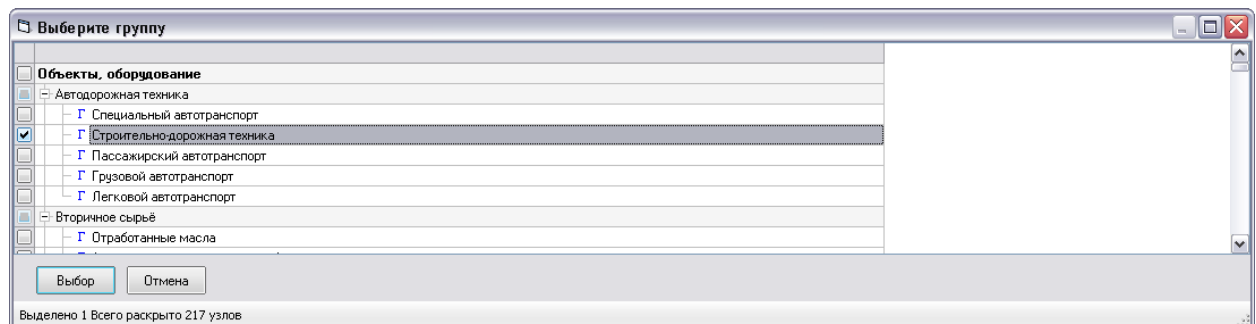 Выберите группу
Объекты, оборудование
Автодорожная техника
Г Специальный автотранспорт
Г Строительно-дорожная техника
Г Пассажирский автотранспорт
Г Грузовой автотранспорт
Г Легковой автотранспорт
Вторичное сырьё
Г Отработанные масла
Выбор Отмена
Выделено 1 Всего раскрыто 217 узлов